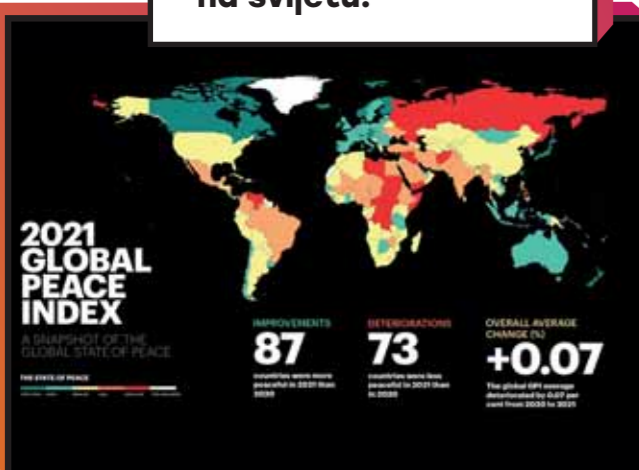 na svijetu.
2021
GLOBAL
PEACE
INDEX
A SNAPSHOT OF THE
GLOBAL STATE OF PEACE
THE STATE OF PEACE
IMPROVEMENTS
87
countries were more
peaceful in 2021 than
2020
DETERIORATIONS
73
countries were less
peaceful in 2021 than
in 2020
OVERALL AVERAGE
CHANGE (%)
+0.07
The global GPI average
deteriorated by 0.07 per
cent from 2020 to 2021